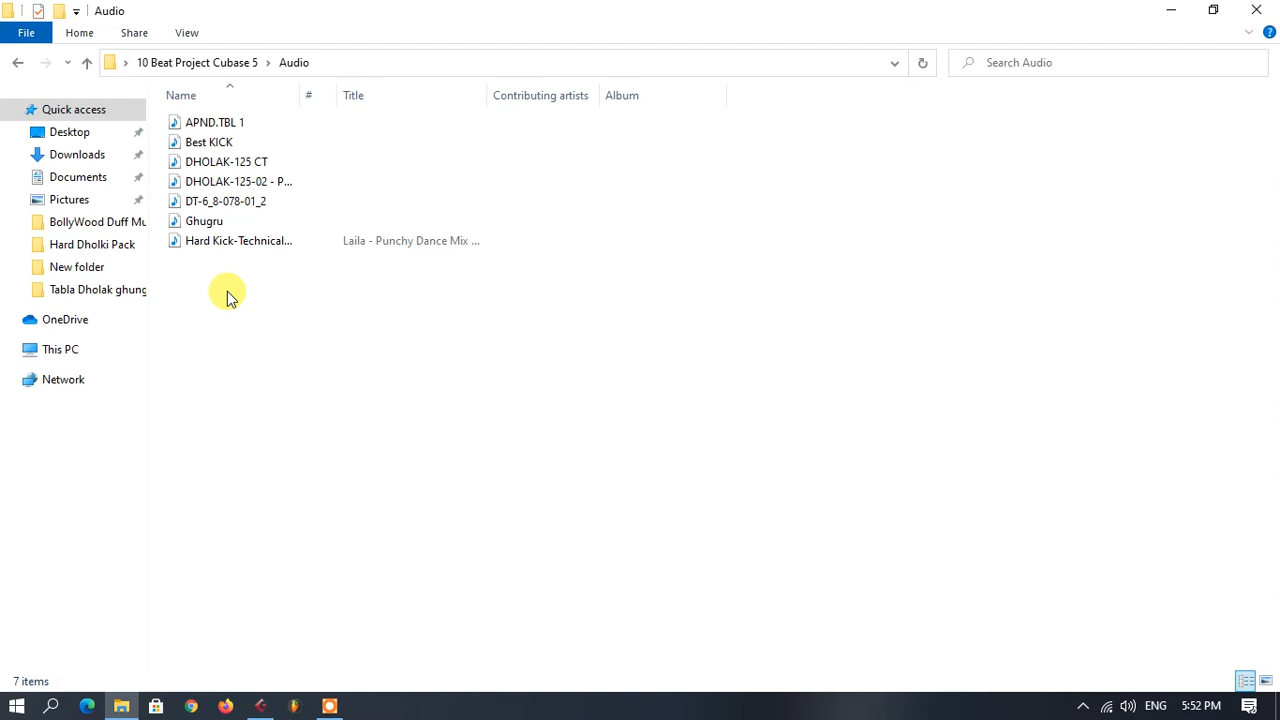 Audio
File Home Share View
10 Beat Project Cubase 5 Audio
Search Audio
Name # Title Contributing artists Album
Quick access
Desktop
Downloads
Documents
Pictures
BollyWood Duff Mu
Hard Dholki Pack
New folder
Tabla Dholak ghung
OneDrive
This PC
Network
APND.TBL 1
Best KICK
DHOLAK-125 CT
DHOLAK-125-02 - P...
DT-6_8-078-01_2
Ghugru
Hard Kick-Technical... Laila - Punchy Dance Mix ...
7 items
ENG 5:52 PM